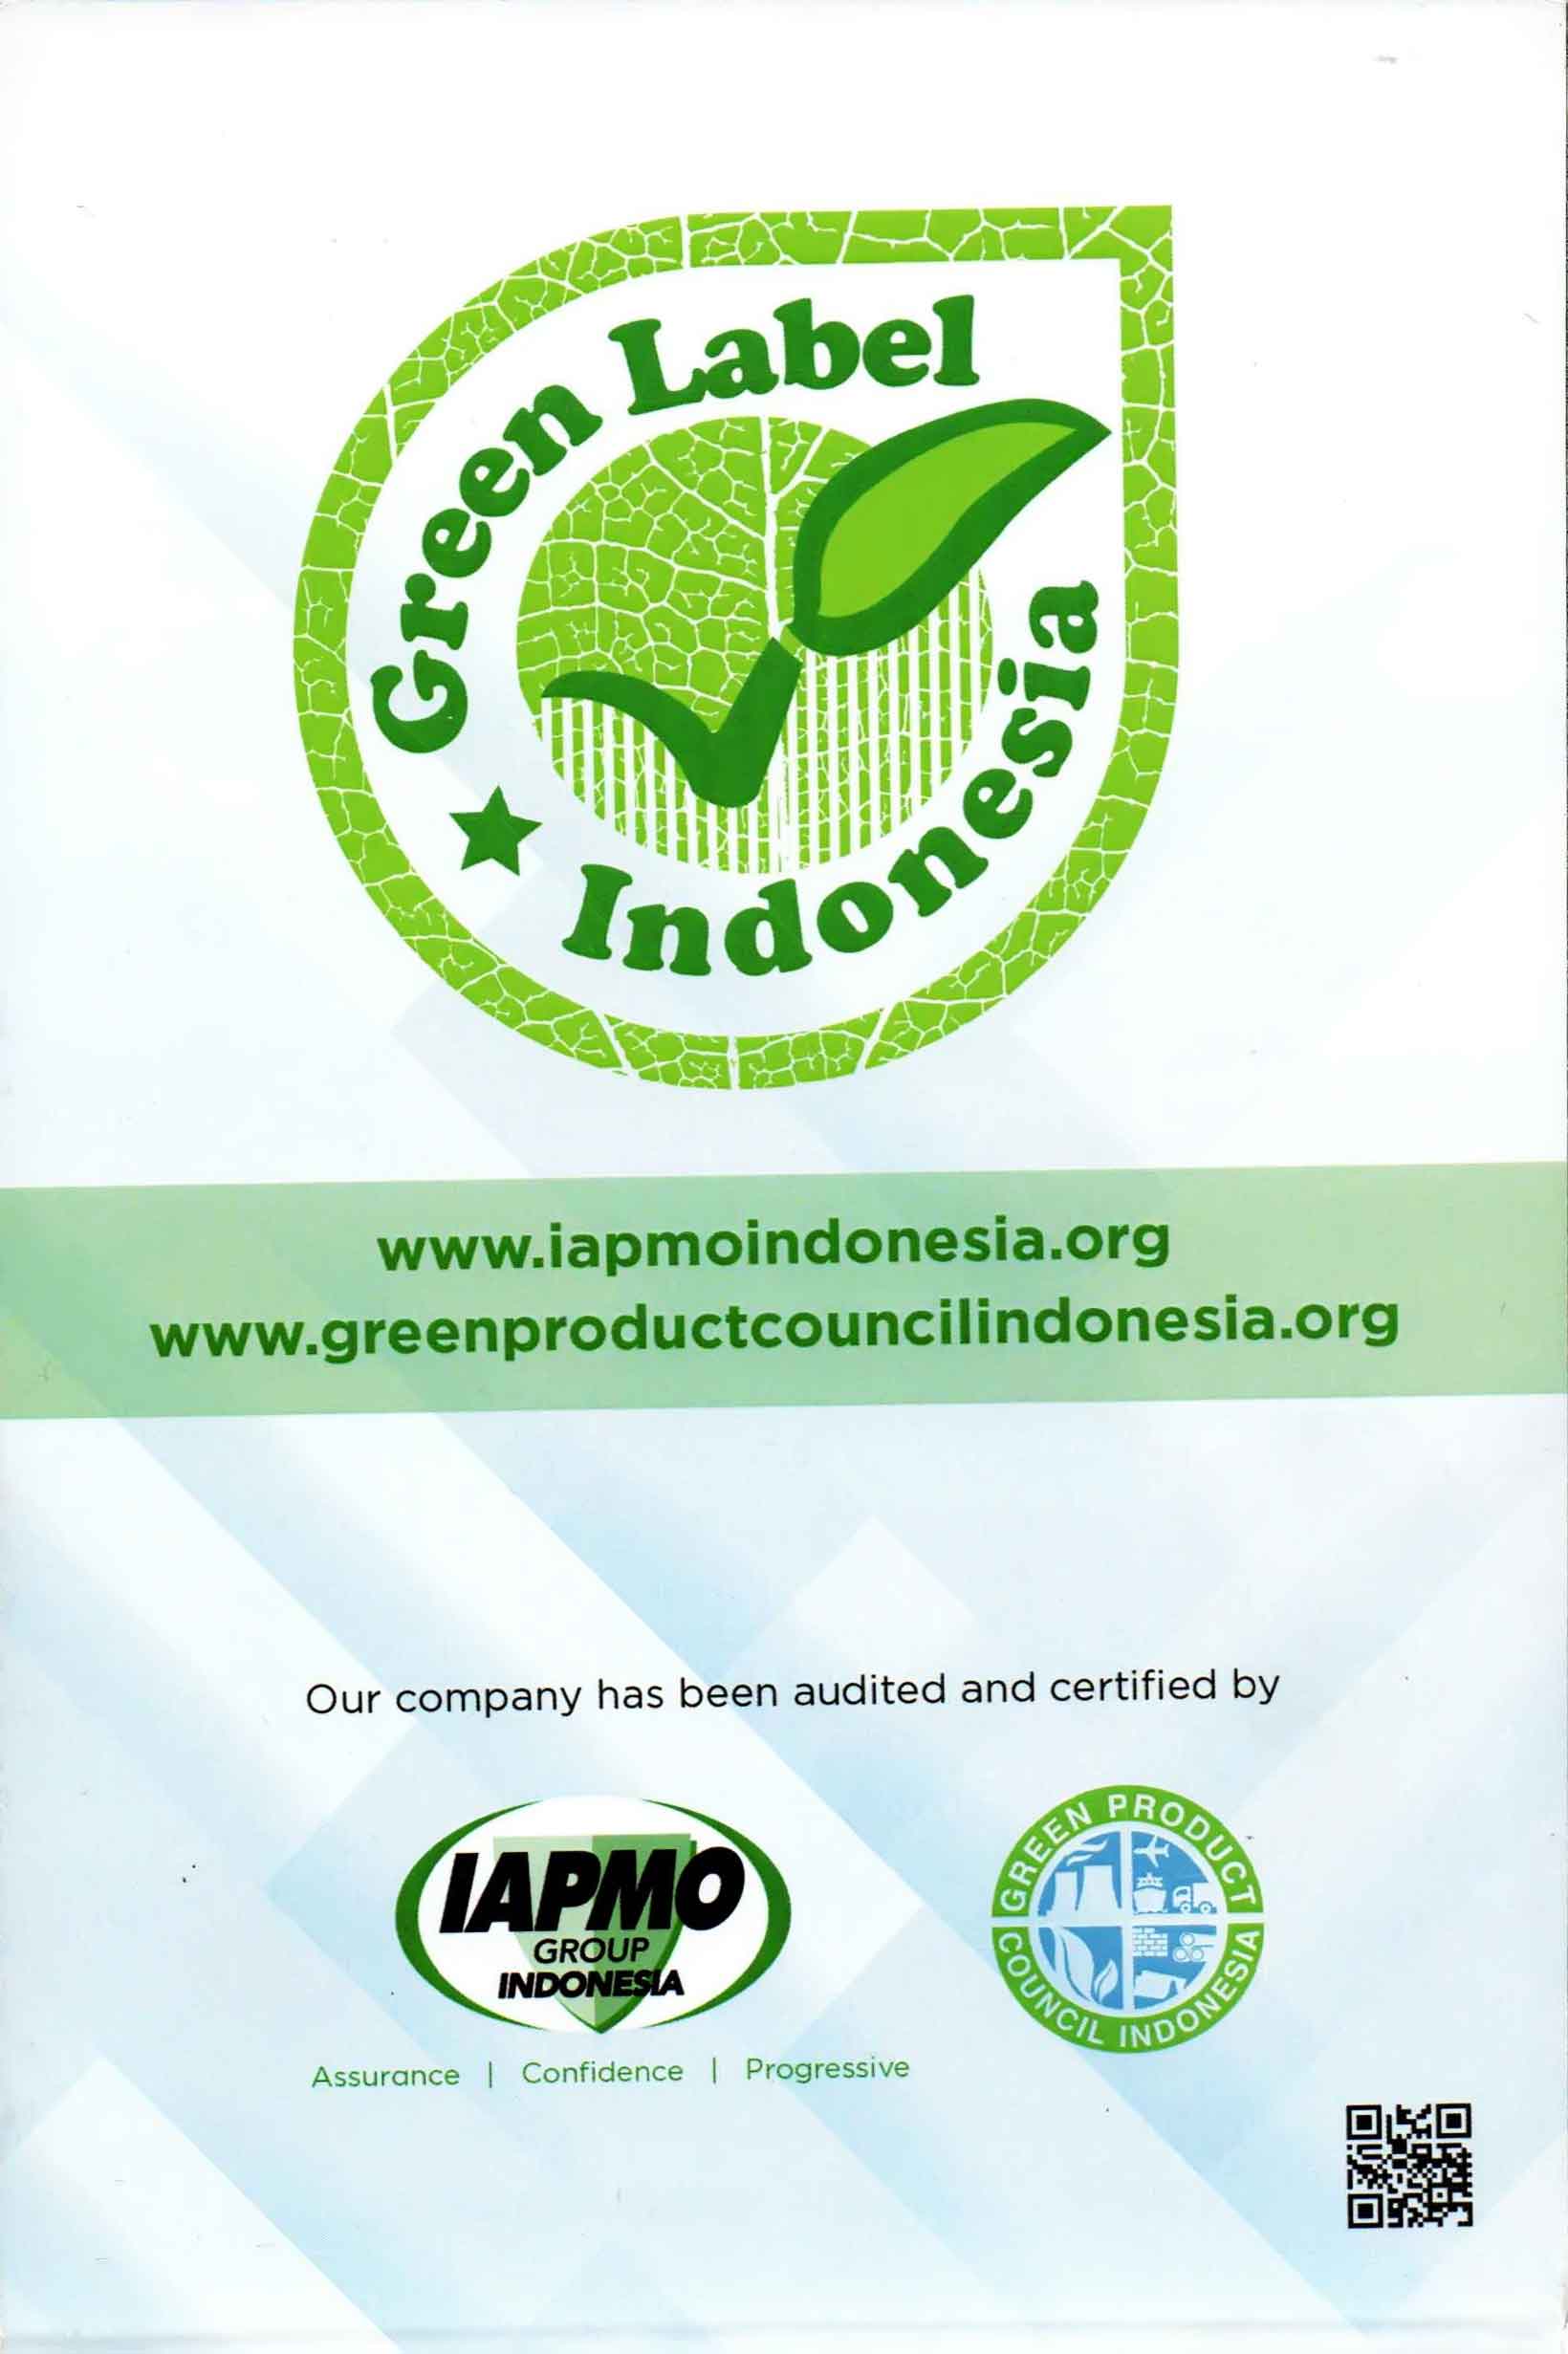 Green Label
Indonesia
www.iapmoindonesia.org
www.greenproductcouncilindonesia.org
Our company has been audited and certified by
IAPMO
GROUP
INDONESIA
Assurance | Confidence | Progressive
GREEN PRODUCT
COUNCIL INDONESIA